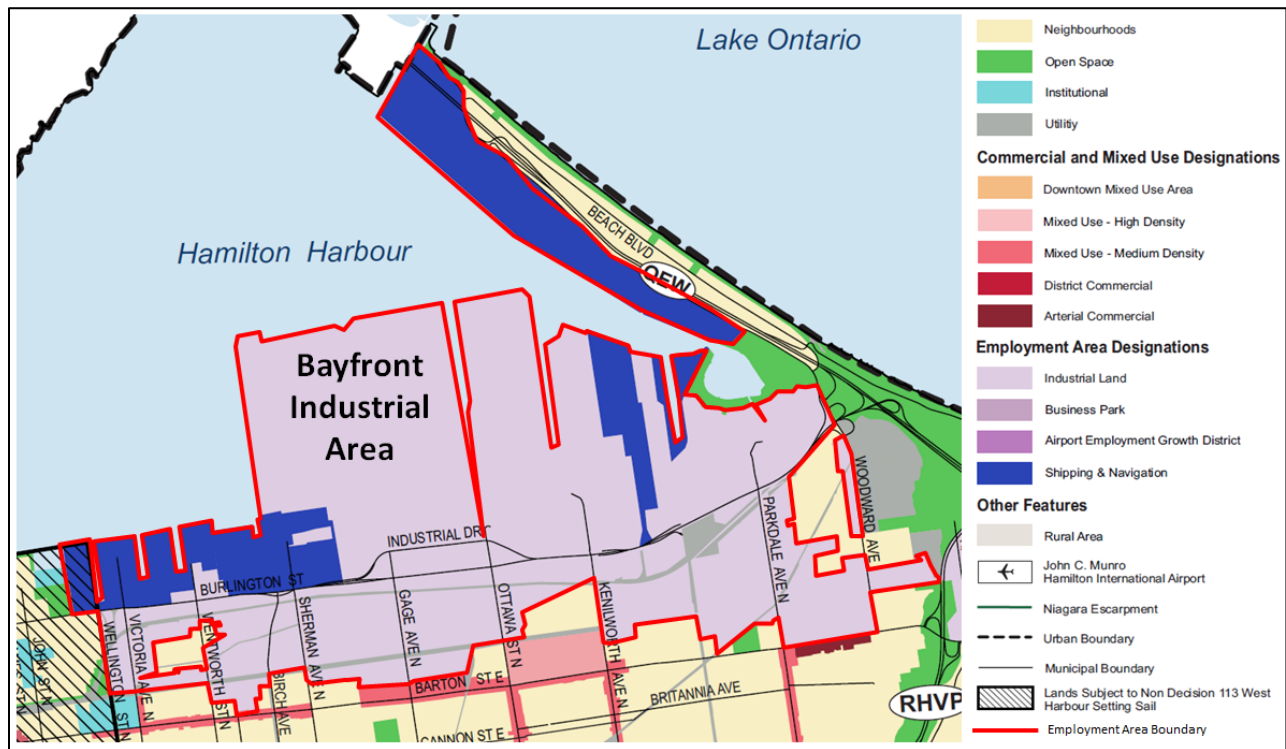 Lake Ontario
Hamilton Harbour
BEACH BLVD
QEW
Bayfront
Industrial
Area
INDUSTRIAL DR
BURLINGTON ST
JOHN ST N
WELLINGTON ST N
VICTORIA AVE N
WENTWORTH ST N
BIRCH AVE
SHERMAN AVE N
GAGE AVE N
OTTAWA ST N
KENILWORTH AVE N
PARKDALE AVE N
WOODWARD AVE
BARTON ST E
BRITANNIA AVE
CANNON ST E
RHVP
Neighbourhoods
Open Space
Institutional
Utilitiy
Commercial and Mixed Use Designations
Downtown Mixed Use Area
Mixed Use - High Density
Mixed Use - Medium Density
District Commercial
Arterial Commercial
Employment Area Designations
Industrial Land
Business Park
Airport Employment Growth District
Shipping & Navigation
Other Features
Rural Area
John C. Munro
Hamilton International Airport
Niagara Escarpment
Urban Boundary
Municipal Boundary
Lands Subject to Non Decision 113 West
Harbour Setting Sail
Employment Area Boundary